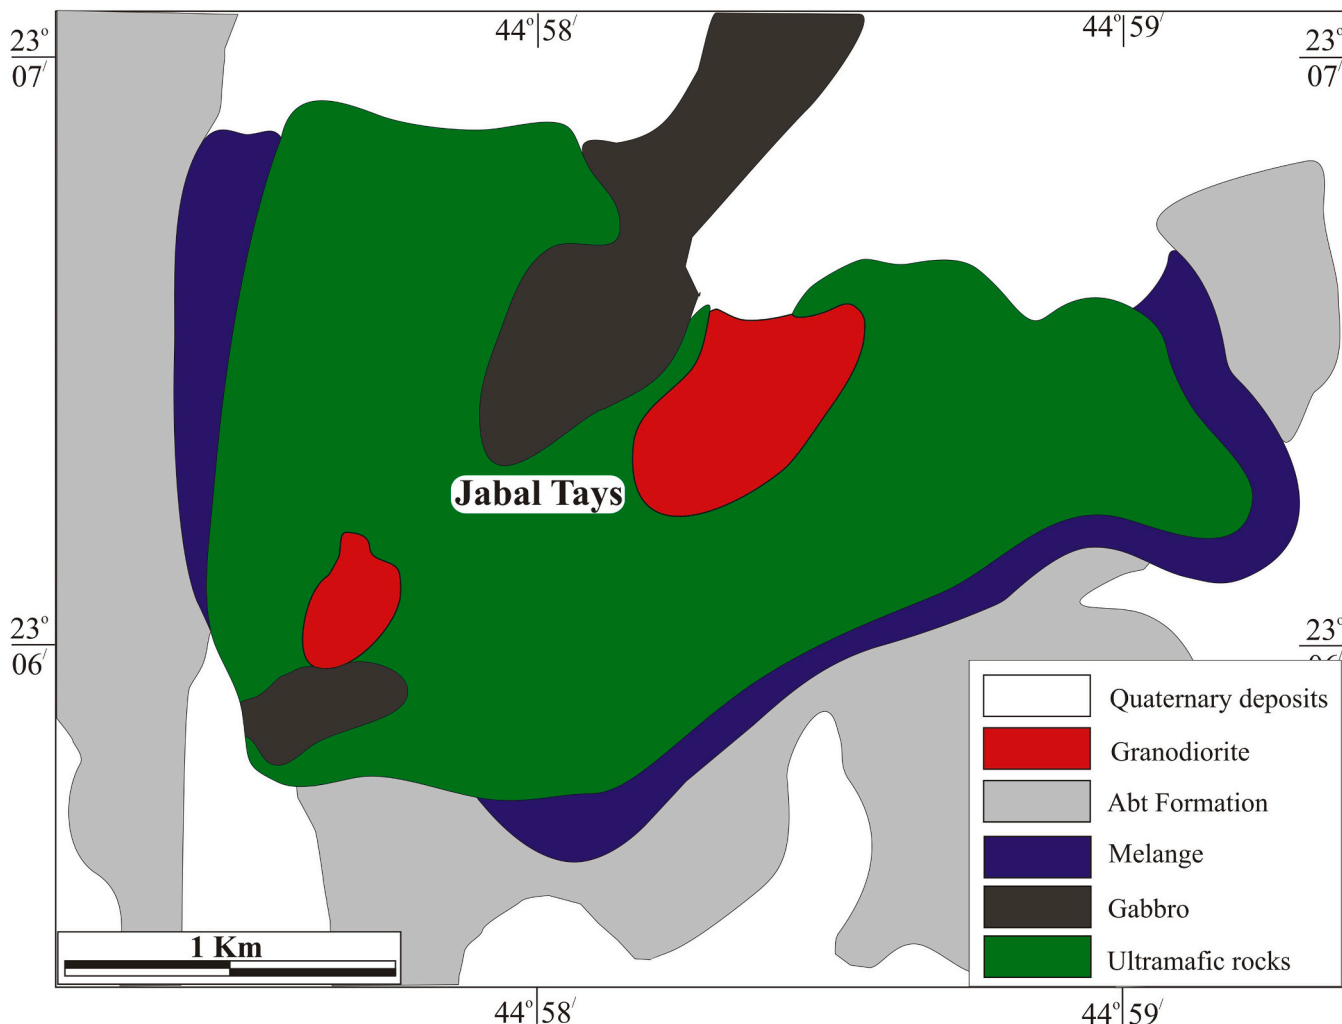 44°58′
44°59′
23°
07′
23°
07′
Jabal Tays
23°
06′
23°
06′
Quaternary deposits
Granodiorite
Abt Formation
Melange
Gabbro
Ultramafic rocks
1 Km
44°58′
44°59′